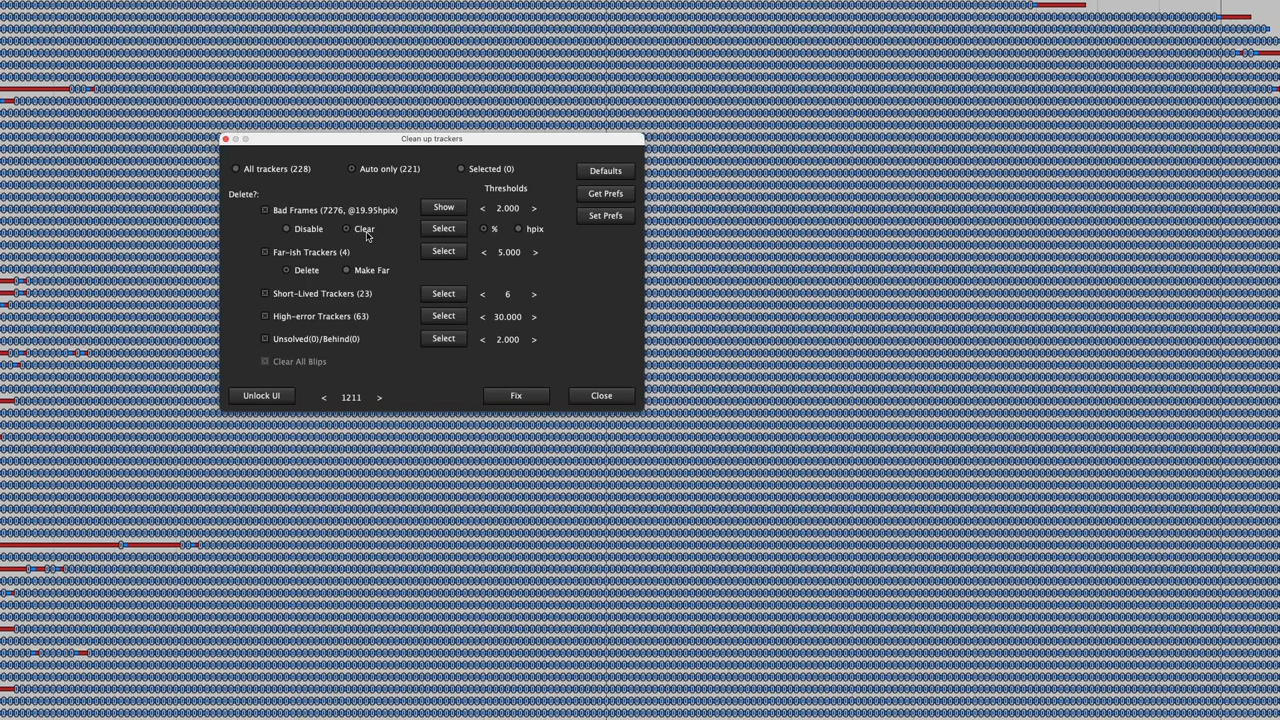 Clean up trackers
All trackers (228) Auto only (221) Selected (0) Defaults
Delete?: Thresholds Get Prefs
Bad Frames (7276, @19.95hpix) Show < 2.000 > Set Prefs
Disable Clear Select % hpix
Far-ish Trackers (4) Select < 5.000 >
Delete Make Far
Short-Lived Trackers (23) Select < 6 >
High-error Trackers (63) Select < 30.000 >
Unsolved(0)/Behind(0) Select < 2.000 >
Clear All Blips
Unlock UI < 1211 > Fix Close